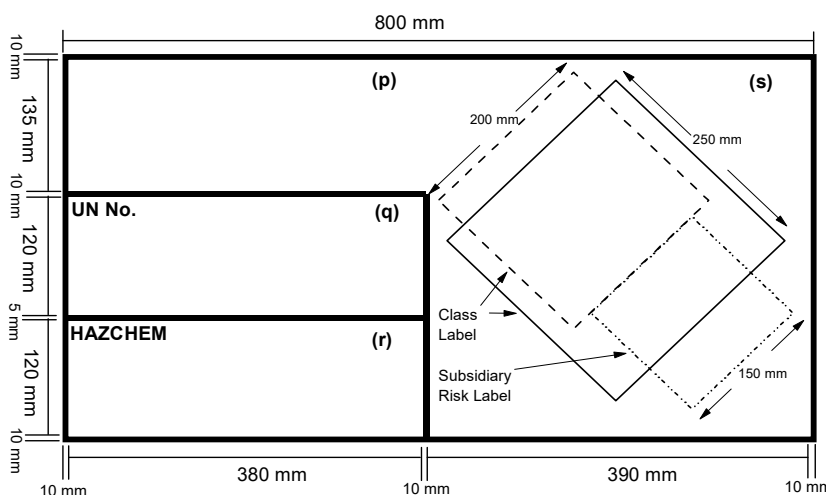 800 mm
10 mm
(p)
(s)
200 mm
250 mm
135 mm
10 mm
UN No.
(q)
120 mm
5 mm
Class
Label
HAZCHEM
(r)
120 mm
Subsidiary
Risk Label
150 mm
10 mm
380 mm
390 mm
10 mm
10 mm
10 mm